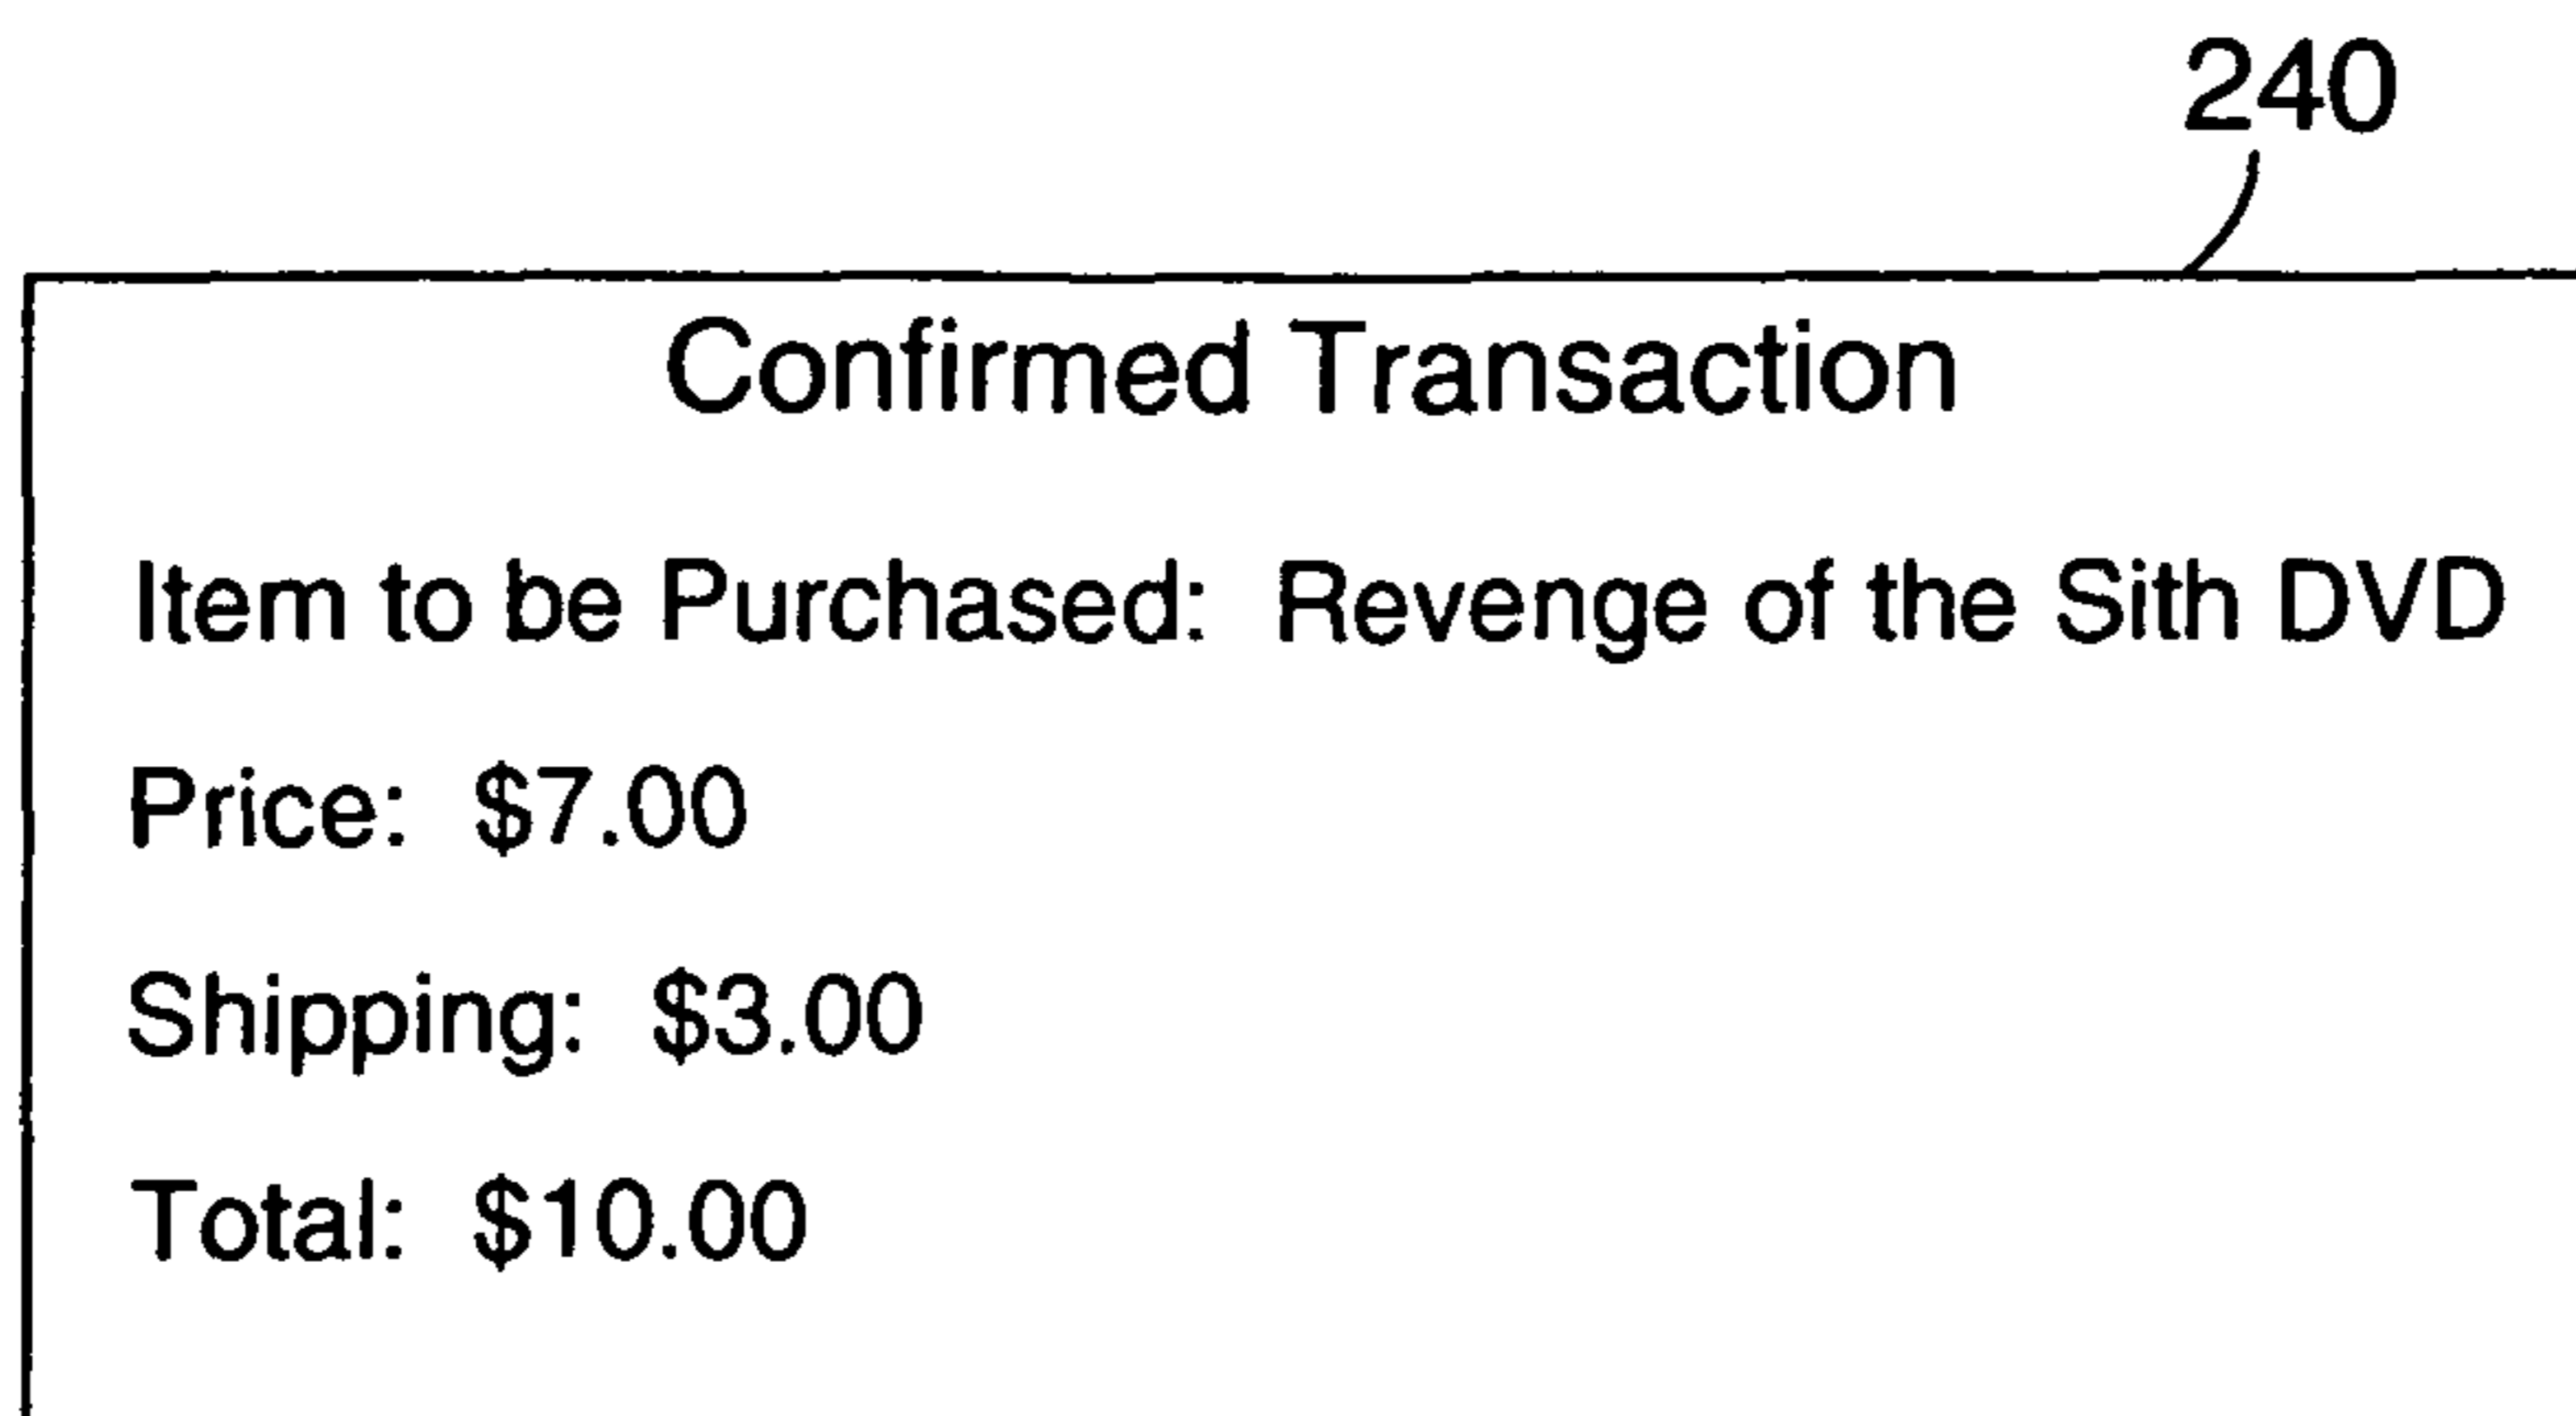 240
Confirmed Transaction
Item to be Purchased: Revenge of the Sith DVD
Price: $7.00
Shipping: $3.00
Total: $10.00